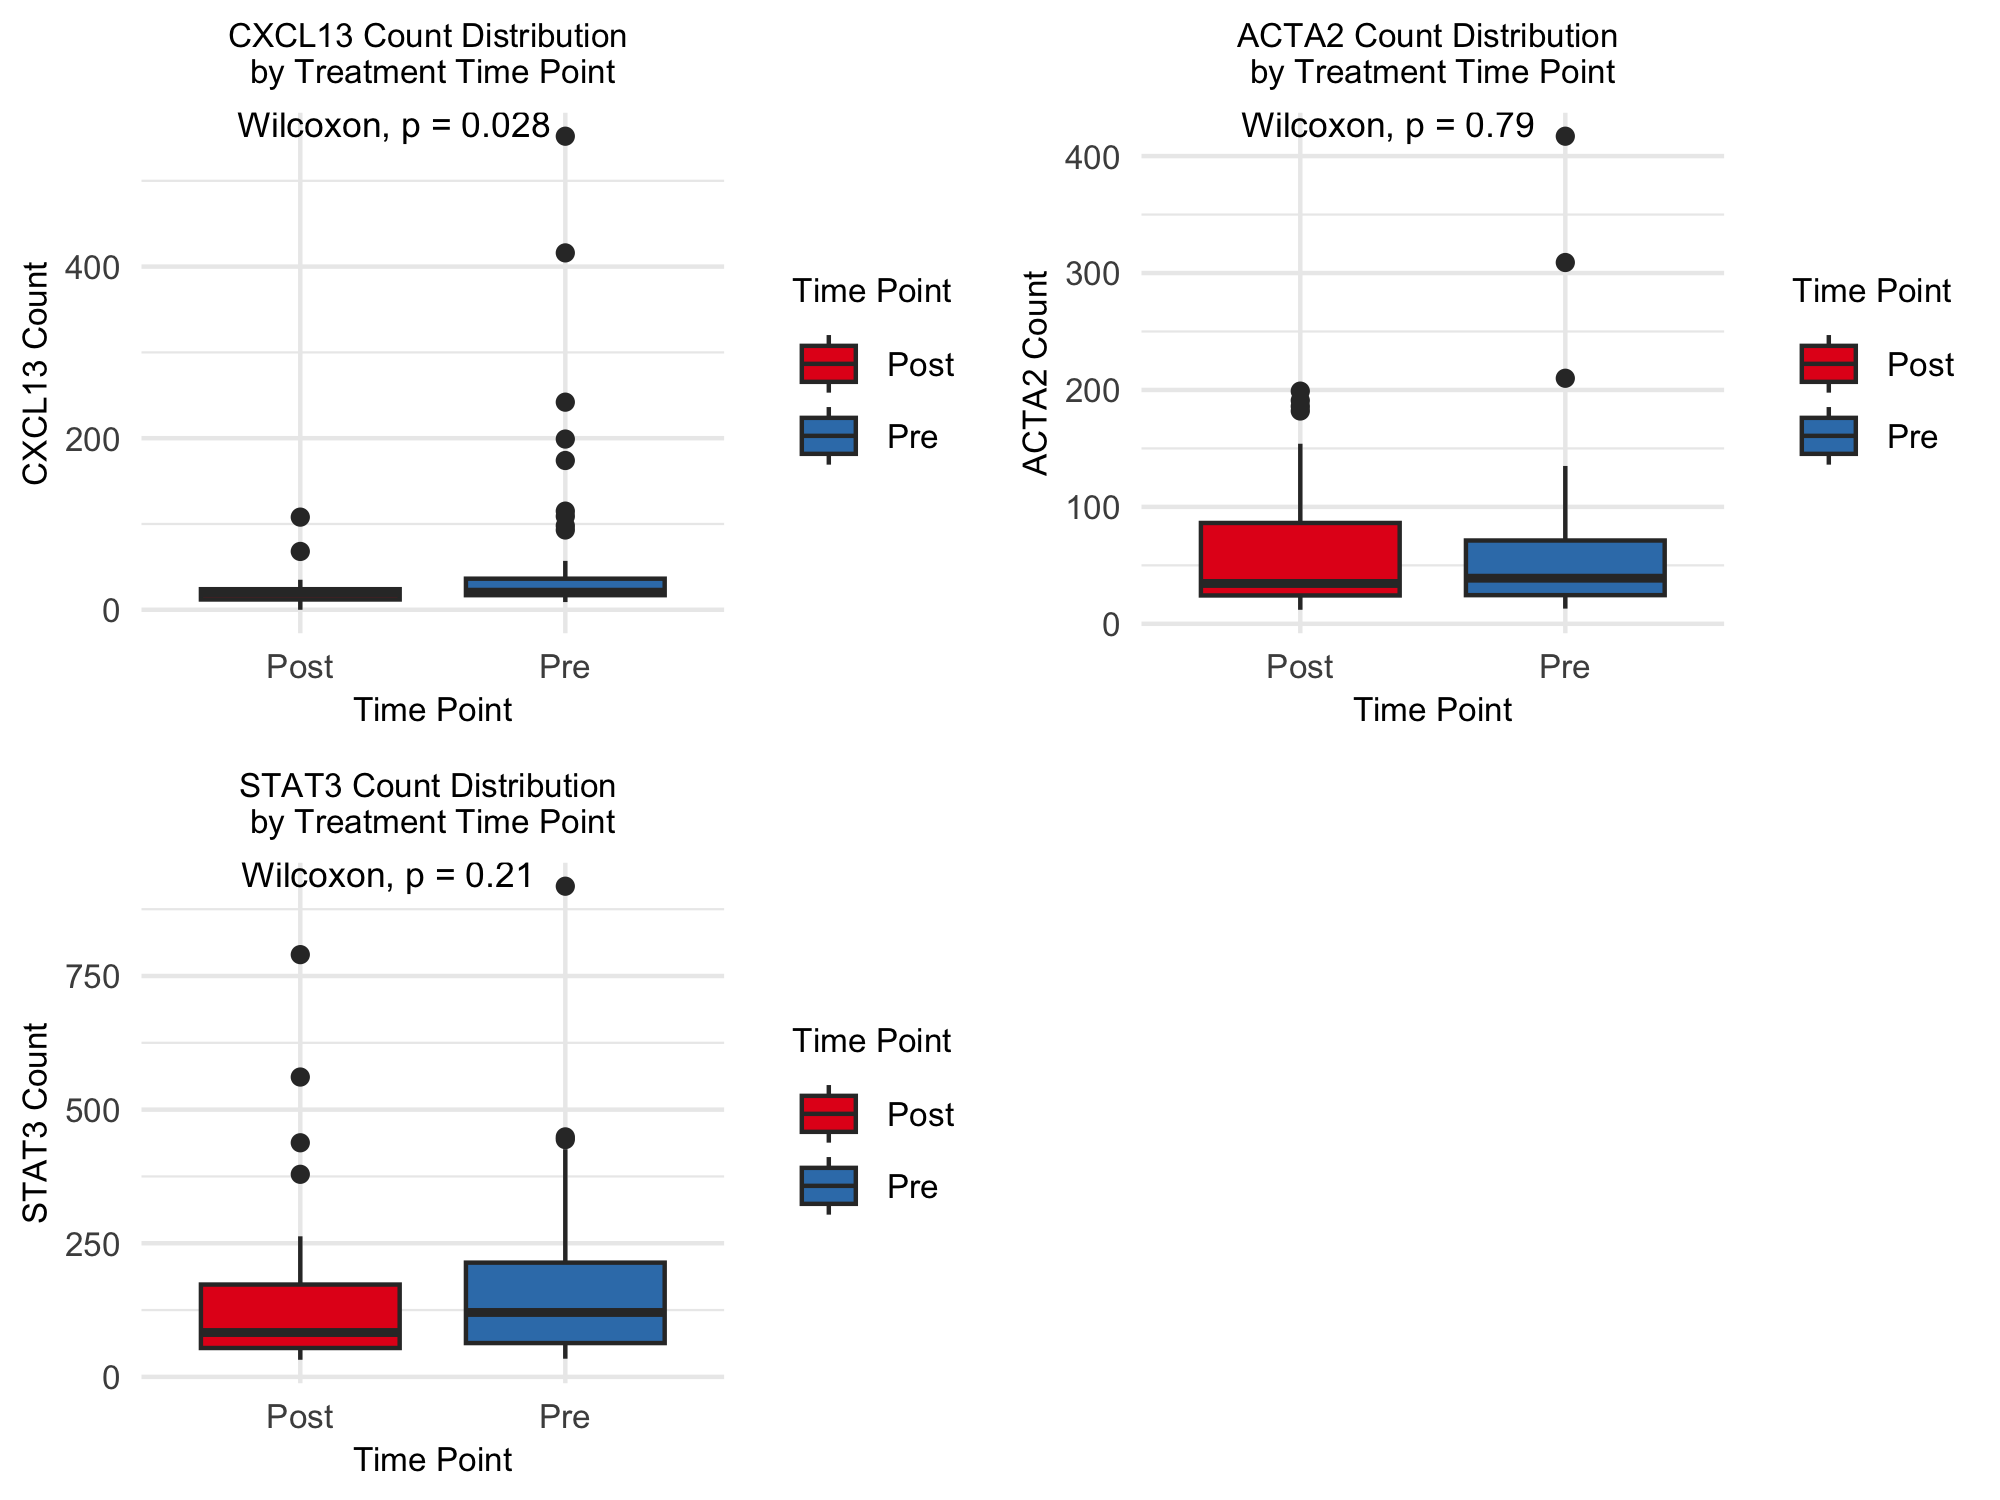 CXCL13 Count Distribution
by Treatment Time Point
Wilcoxon, p = 0.028
CXCL13 Count
400
200
0
Post
Pre
Time Point
Time Point
Post
Pre
ACTA2 Count Distribution
by Treatment Time Point
Wilcoxon, p = 0.79
ACTA2 Count
400
300
200
100
0
Post
Pre
Time Point
Time Point
Post
Pre
STAT3 Count Distribution
by Treatment Time Point
Wilcoxon, p = 0.21
STAT3 Count
750
500
250
0
Post
Pre
Time Point
Time Point
Post
Pre